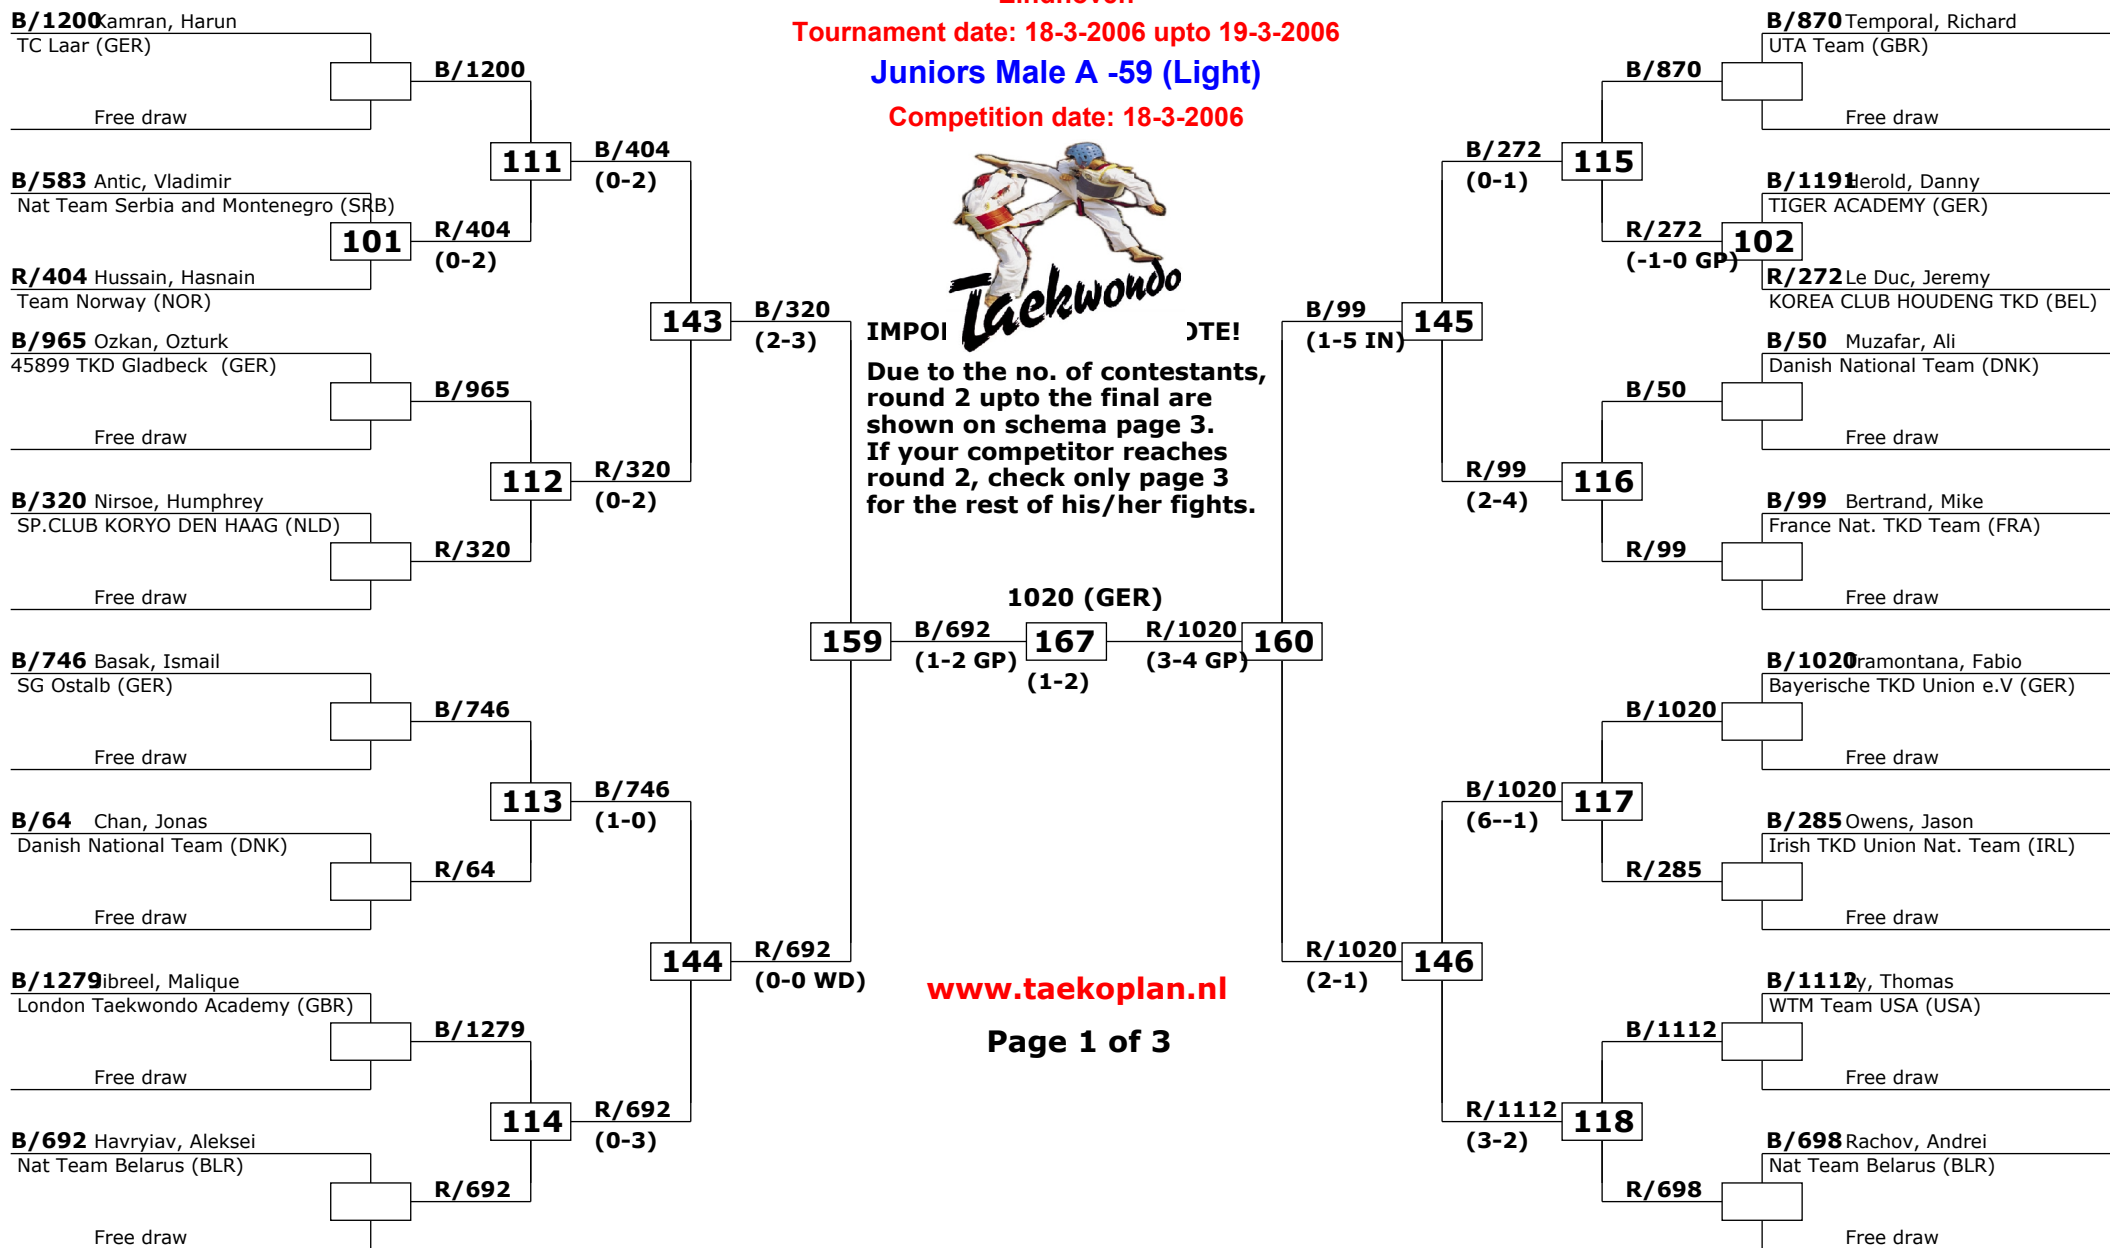 Tournament date: 18-3-2006 upto 19-3-2006
Juniors Male A -59 (Light)
Competition date: 18-3-2006
B/1200 Kamran, Harun
TC Laar (GER)
Free draw
B/1200
B/583 Antic, Vladimir
Nat Team Serbia and Montenegro (SRB)
R/404 Hussain, Hasnain
Team Norway (NOR)
101
R/404
(0-2)
111
B/404
(0-2)
B/965 Ozkan, Ozturk
45899 TKD Gladbeck (GER)
Free draw
B/965
B/320 Nirsoe, Humphrey
SP.CLUB KORYO DEN HAAG (NLD)
Free draw
R/320
112
R/320
(0-2)
143
B/320
(2-3)
B/746 Basak, Ismail
SG Ostalb (GER)
Free draw
B/746
B/64 Chan, Jonas
Danish National Team (DNK)
Free draw
R/64
113
B/746
(1-0)
B/1279 Jibreel, Malique
London Taekwondo Academy (GBR)
Free draw
B/1279
B/692 Havryiav, Aleksei
Nat Team Belarus (BLR)
Free draw
R/692
114
R/692
(0-3)
144
R/692
(0-0 WD)
159
B/692
(1-2 GP)
Taekwondo
IMPO
OTE!
Due to the no. of contestants,
round 2 upto the final are
shown on schema page 3.
If your competitor reaches
round 2, check only page 3
for the rest of his/her fights.
1020 (GER)
167
(1-2)
R/1020
(3-4 GP)
160
www.taekoplan.nl
Page 1 of 3
B/870 Temporal, Richard
UTA Team (GBR)
Free draw
B/870
B/1191 Herold, Danny
TIGER ACADEMY (GER)
R/272 Le Duc, Jeremy
KOREA CLUB HOUDENG TKD (BEL)
102
R/272
(-1-0 GP)
115
B/272
(0-1)
B/50 Muzafar, Ali
Danish National Team (DNK)
Free draw
B/50
B/99 Bertrand, Mike
France Nat. TKD Team (FRA)
Free draw
R/99
116
R/99
(2-4)
145
B/99
(1-5 IN)
B/1020 Tramontana, Fabio
Bayerische TKD Union e.V (GER)
Free draw
B/1020
B/285 Owens, Jason
Irish TKD Union Nat. Team (IRL)
Free draw
R/285
117
B/1020
(6--1)
B/1112 Ly, Thomas
WTM Team USA (USA)
Free draw
B/1112
B/698 Rachov, Andrei
Nat Team Belarus (BLR)
Free draw
R/698
118
R/1112
(3-2)
146
R/1020
(2-1)